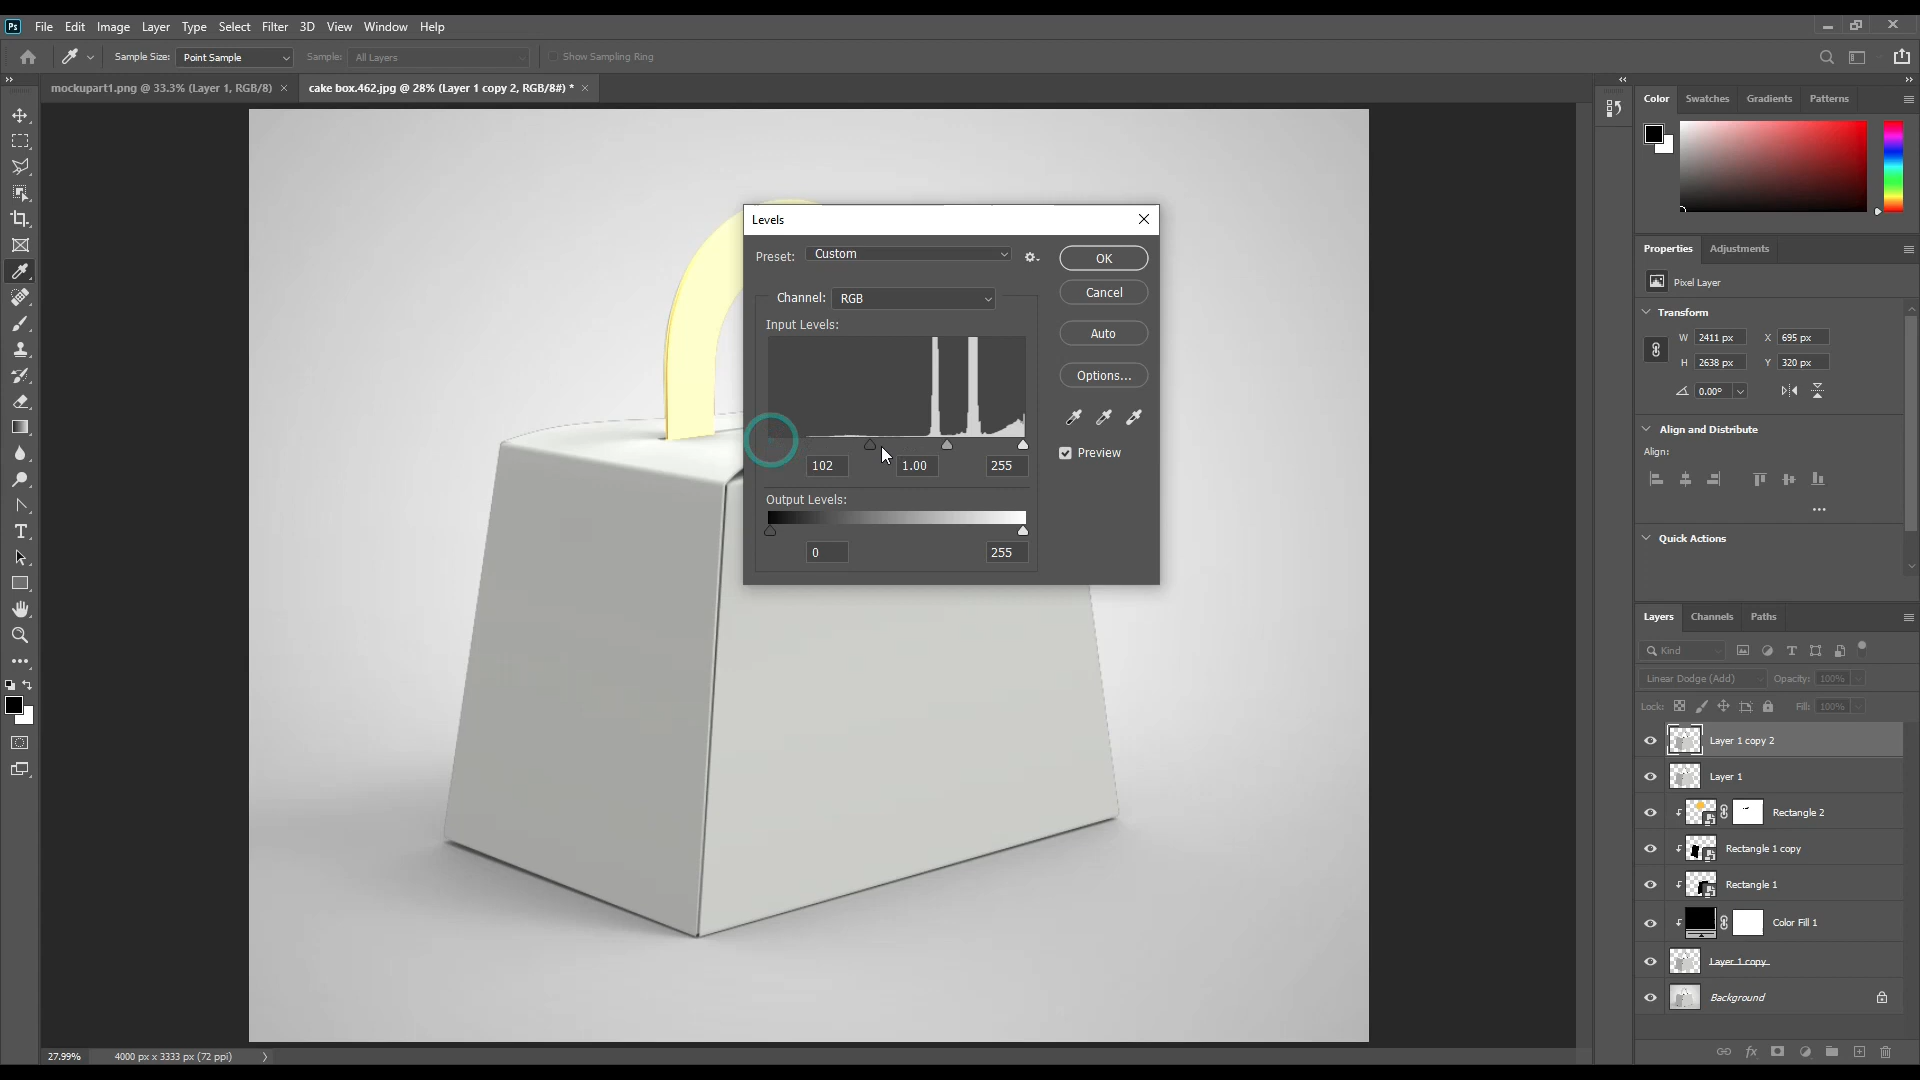 Ps File Edit Image Layer Type Select Filter 3D View Window Help
Sample Size: Point Sample Sample: All Layers Show Sampling Ring
mockupart1.png @ 33.3% (Layer 1, RGB/8) × cake box.462.jpg @ 28% (Layer 1 copy 2, RGB/8#) * ×
Color Swatches Gradients Patterns
Levels
Preset: Custom
OK
Channel: RGB
Cancel
Input Levels:
Auto
Options...
Preview
102 1.00 255
Output Levels:
0 255
Properties Adjustments
Pixel Layer
Transform
W 2411 px X 695 px
H 2638 px Y 320 px
0.00°
Align and Distribute
Align:
Quick Actions
Layers Channels Paths
Kind
Linear Dodge (Add) Opacity: 100%
Lock: Fill: 100%
Layer 1 copy 2
Layer 1
Rectangle 2
Rectangle 1 copy
Rectangle 1
Color Fill 1
Layer 1 copy
Background
27.99% 4000 px x 3333 px (72 ppi)